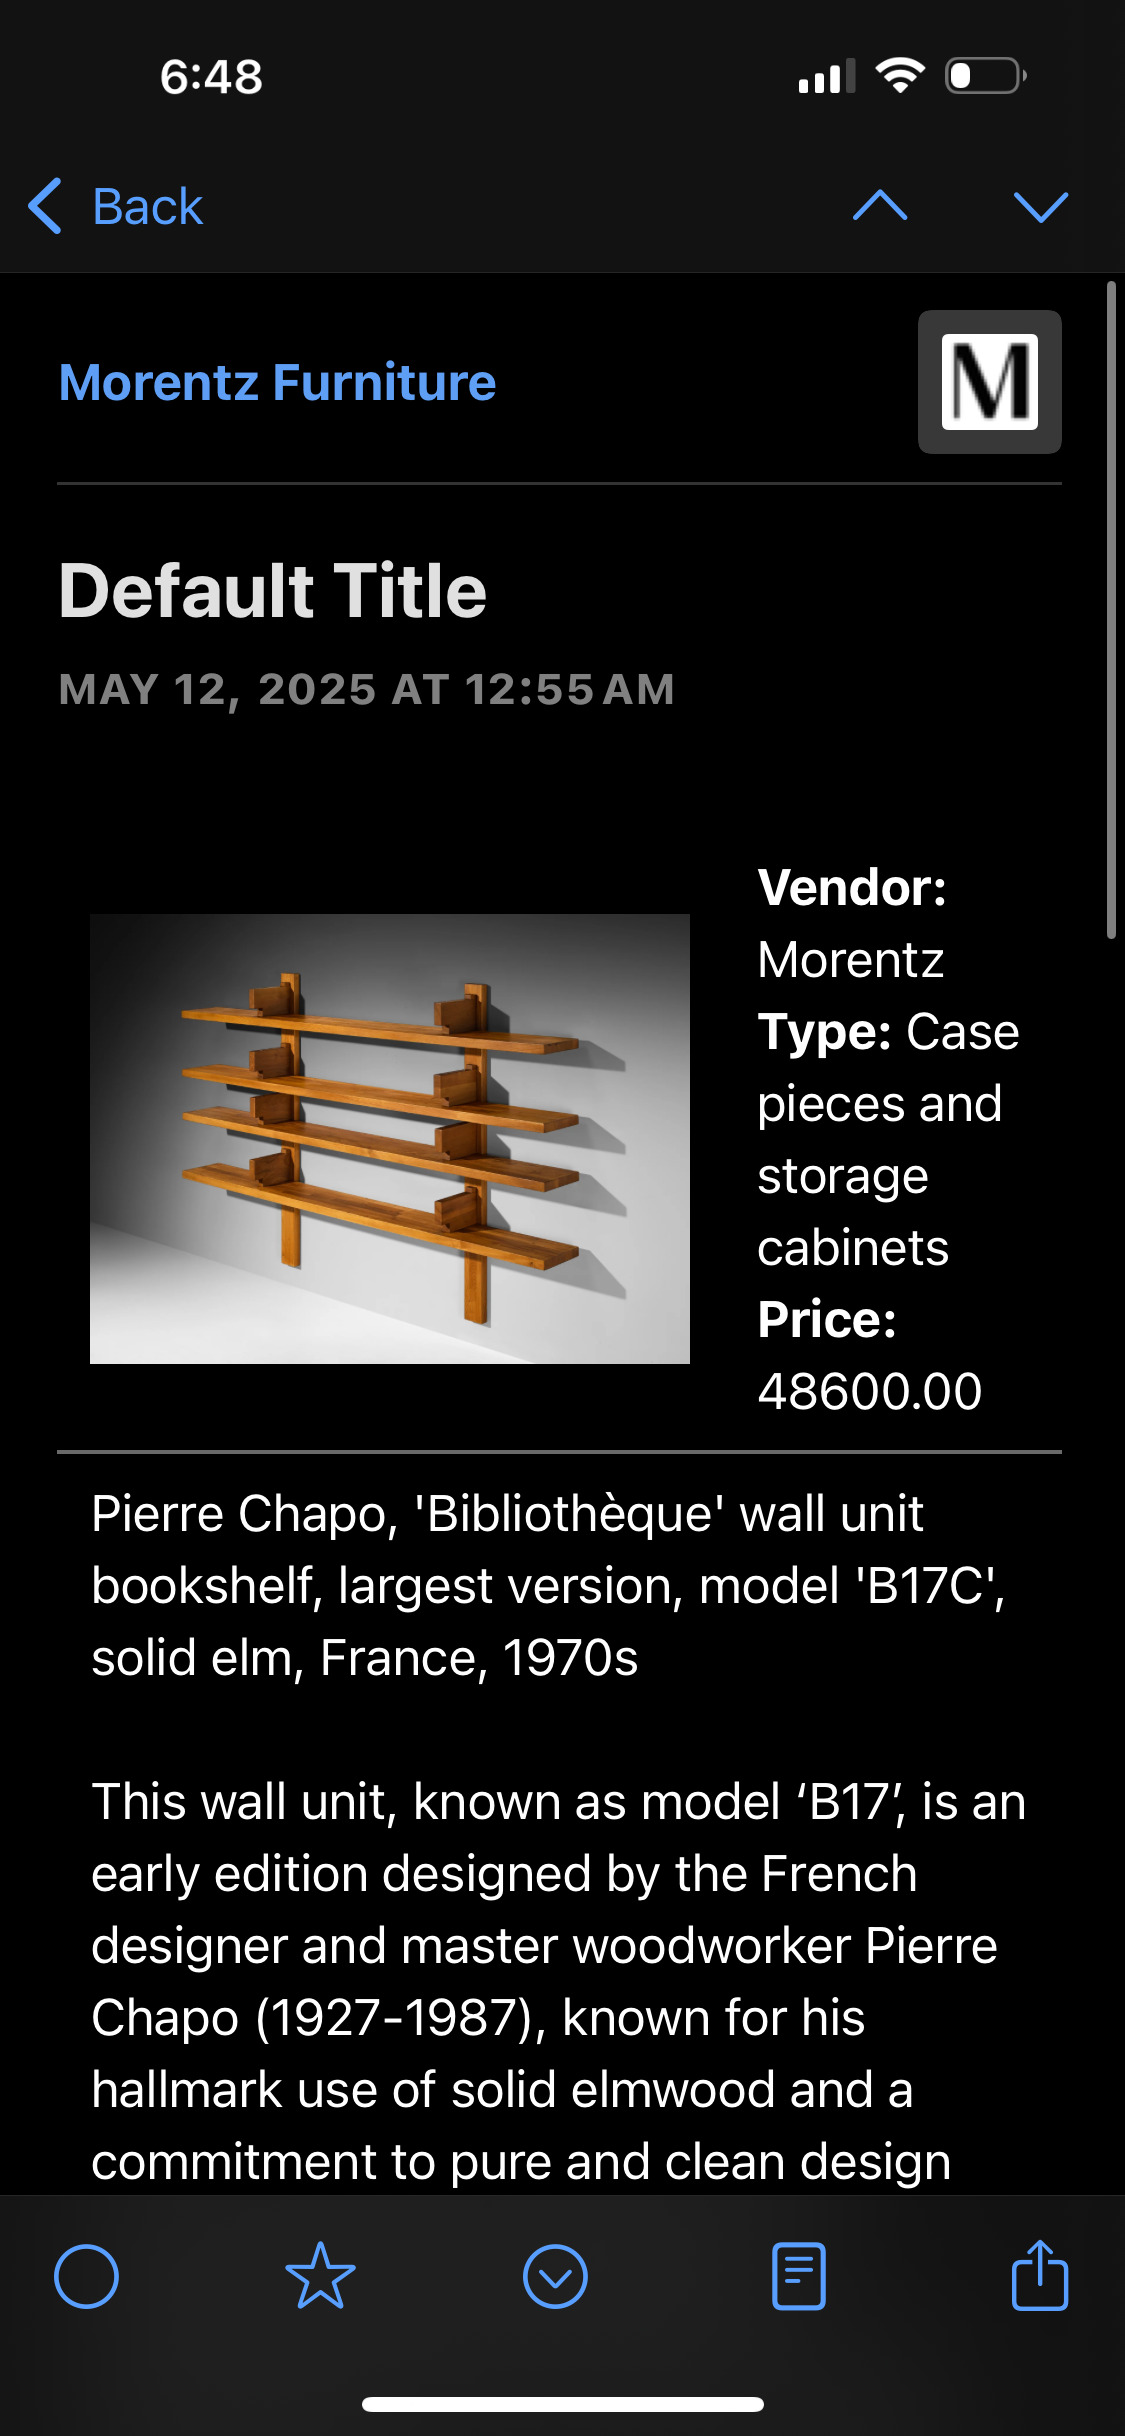 6:48
Back
Morentz Furniture
M
Default Title
MAY 12, 2025 AT 12:55 AM
Vendor:
Morentz
Type: Case
pieces and
storage
cabinets
Price:
48600.00
Pierre Chapo, 'Bibliothèque' wall unit
bookshelf, largest version, model 'B17C',
solid elm, France, 1970s
This wall unit, known as model ‘B17’, is an
early edition designed by the French
designer and master woodworker Pierre
Chapo (1927-1987), known for his
hallmark use of solid elmwood and a
commitment to pure and clean design